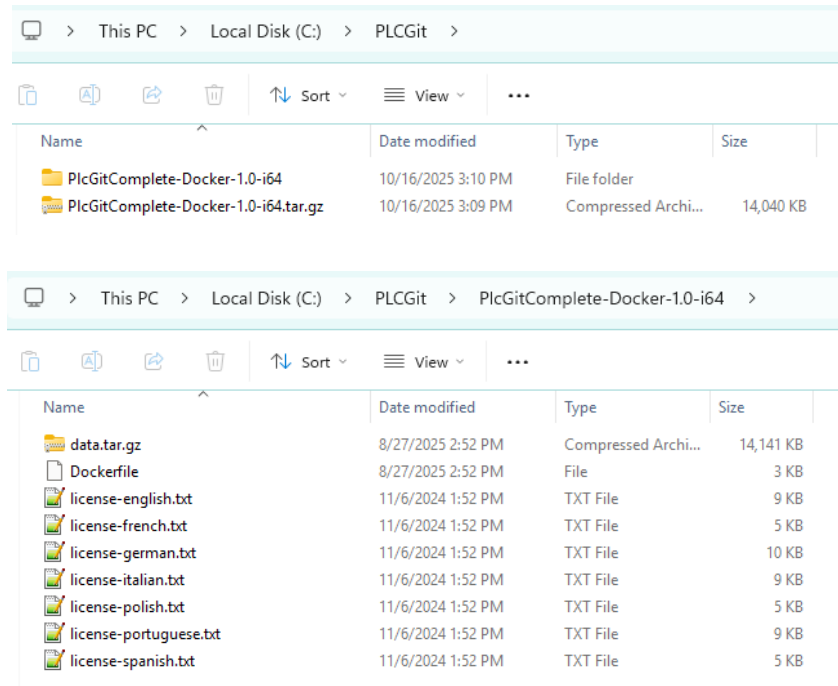 This PC > Local Disk (C:) > PLCGit >
Sort View ...
Name Date modified Type Size
PlcGitComplete-Docker-1.0-i64 10/16/2025 3:10 PM File folder
PlcGitComplete-Docker-1.0-i64.tar.gz 10/16/2025 3:09 PM Compressed Archi... 14,040 KB
This PC > Local Disk (C:) > PLCGit > PlcGitComplete-Docker-1.0-i64 >
Sort View ...
Name Date modified Type Size
data.tar.gz 8/27/2025 2:52 PM Compressed Archi... 14,141 KB
Dockerfile 8/27/2025 2:52 PM File 3 KB
license-english.txt 11/6/2024 1:52 PM TXT File 9 KB
license-french.txt 11/6/2024 1:52 PM TXT File 5 KB
license-german.txt 11/6/2024 1:52 PM TXT File 10 KB
license-italian.txt 11/6/2024 1:52 PM TXT File 9 KB
license-polish.txt 11/6/2024 1:52 PM TXT File 5 KB
license-portuguese.txt 11/6/2024 1:52 PM TXT File 9 KB
license-spanish.txt 11/6/2024 1:52 PM TXT File 5 KB